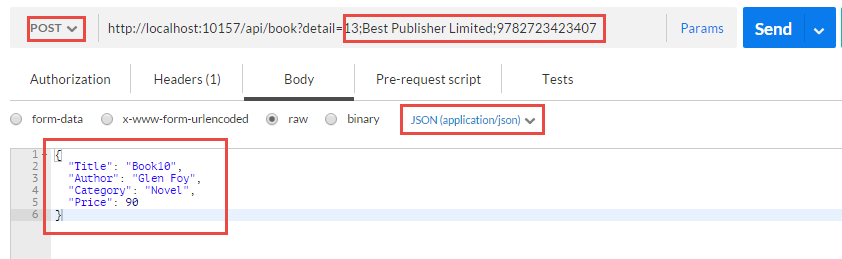 POST http://localhost:10157/api/book?detail=13;Best Publisher Limited;9782723423407 Params Send
Authorization Headers (1) Body Pre-request script Tests
form-data x-www-form-urlencoded raw binary JSON (application/json)
1 {
2 "Title": "Book10",
3 "Author": "Glen Foy",
4 "Category": "Novel",
5 "Price": 90
6 }